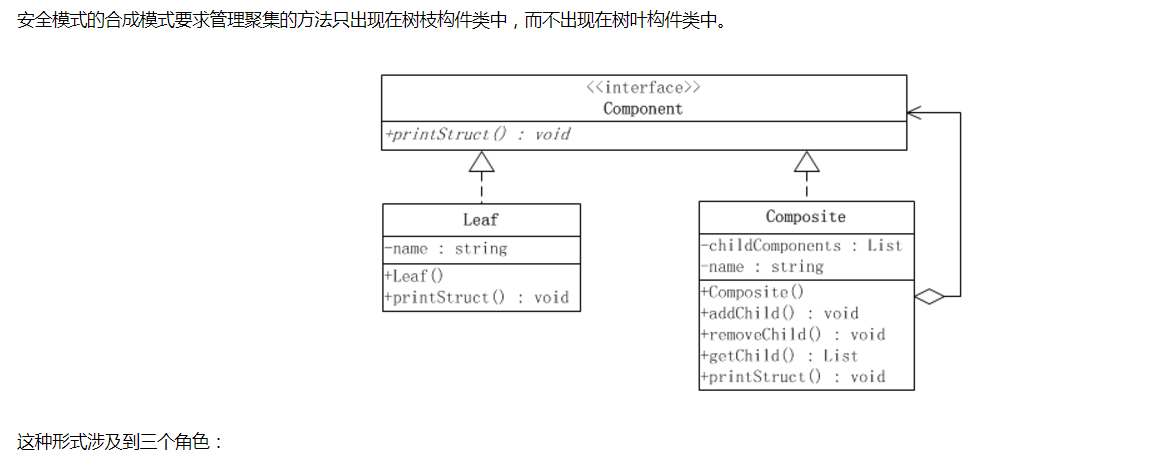 安全模式的合成模式要求管理聚集的方法只出现在树枝构件类中，而不出现在树叶构件类中。
<<interface>>
Component
+printStruct() : void
Leaf
-name : string
+Leaf()
+printStruct() : void
Composite
-childComponents : List
-name : string
+Composite()
+addChild() : void
+removeChild() : void
+getChild() : List
+printStruct() : void
这种形式涉及到三个角色：